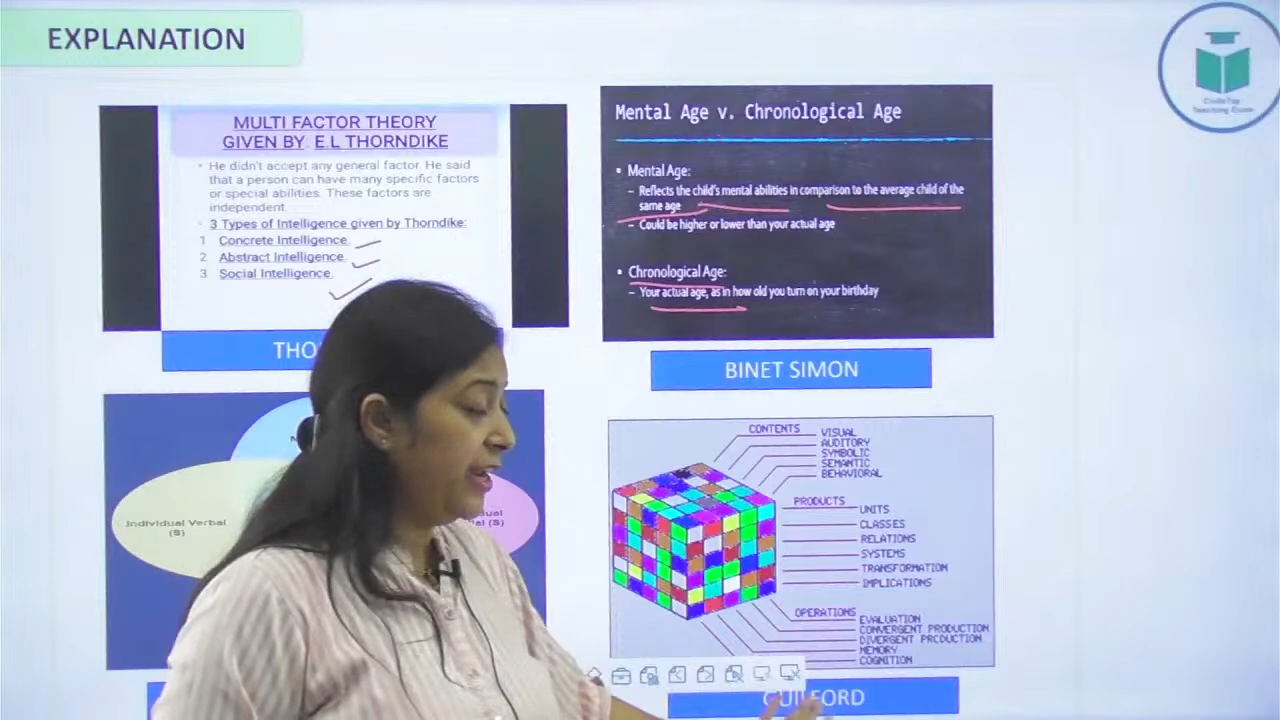 EXPLANATION
MULTI FACTOR THEORY
GIVEN BY E.L THORNDIKE
• He didn't accept any general factor. He said
that a person can have many specific factors
or special abilities. These factors are
independent.
• 3 Types of Intelligence given by Thorndike:
1 Concrete Intelligence.
2 Abstract Intelligence.
3 Social Intelligence.
THO
Mental Age v. Chronological Age
• Mental Age:
– Reflects the child's mental abilities in comparison to the average child of the
same age
– Could be higher or lower than your actual age
• Chronological Age:
– Your actual age, as in how old you turn on your birthday
BINET SIMON
Individual Verbal
(S)
(S)
CONTENTS
VISUAL
AUDITORY
SYMBOLIC
SEMANTIC
BEHAVIORAL
PRODUCTS
UNITS
CLASSES
RELATIONS
SYSTEMS
TRANSFORMATION
IMPLICATIONS
OPERATIONS
EVALUATION
CONVERGENT PRODUCTION
DIVERGENT PRODUCTION
MEMORY
COGNITION
GUILFORD
Teaching Exam